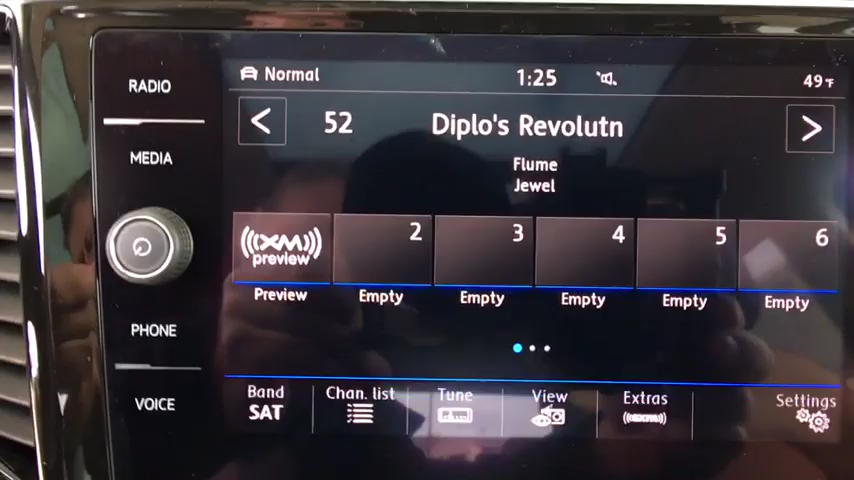 RADIO
MEDIA
PHONE
VOICE
Normal 1:25 49°F
< 52 Diplo's Revolutn >
Flume
Jewel
((XM)) 2 3 4 5 6
preview
Preview Empty Empty Empty Empty Empty
Band Chan. list Tune View Extras Settings
SAT ((SXM))